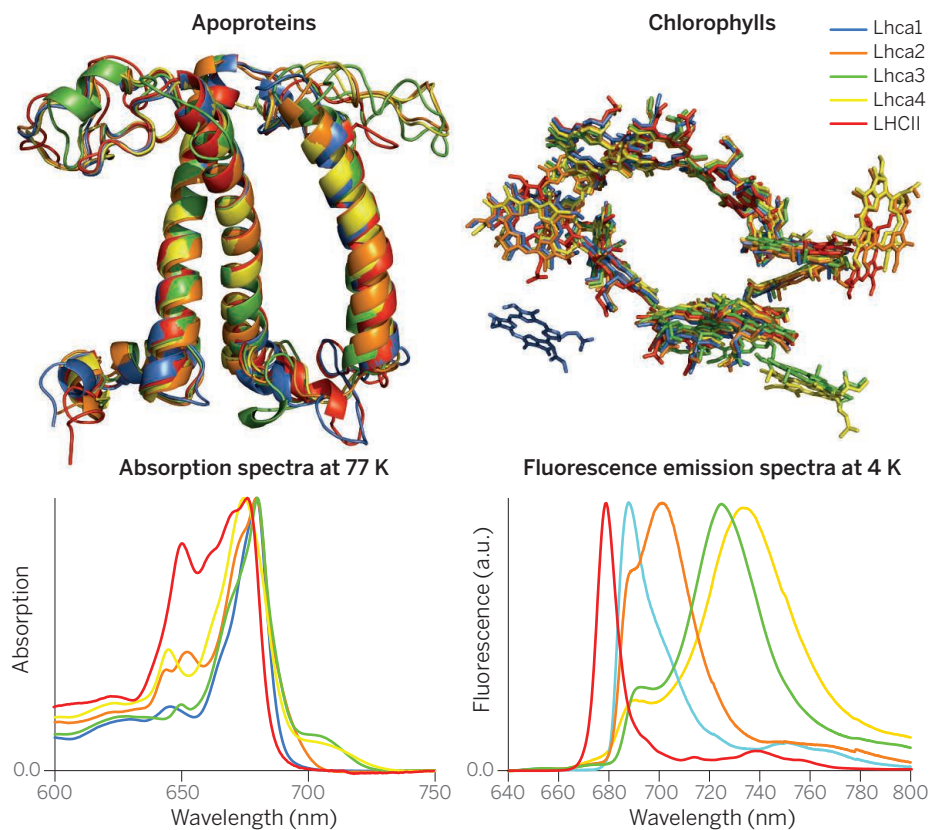 Apoproteins
Chlorophylls
Lhca1
Lhca2
Lhca3
Lhca4
LHCII
Absorption spectra at 77 K
Absorption
0.0
600
650
700
750
Wavelength (nm)
Fluorescence emission spectra at 4 K
Fluorescence (a.u.)
0.0
640
660
680
700
720
740
760
780
800
Wavelength (nm)